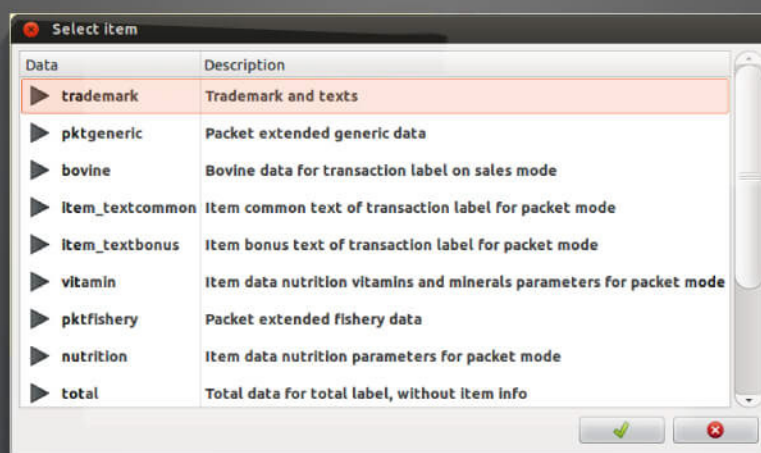 Select item
Data Description
trademark Trademark and texts
pktgeneric Packet extended generic data
bovine Bovine data for transaction label on sales mode
item_textcommon Item common text of transaction label for packet mode
item_textbonus Item bonus text of transaction label for packet mode
vitamin Item data nutrition vitamins and minerals parameters for packet mode
pktfishery Packet extended fishery data
nutrition Item data nutrition parameters for packet mode
total Total data for total label, without item info